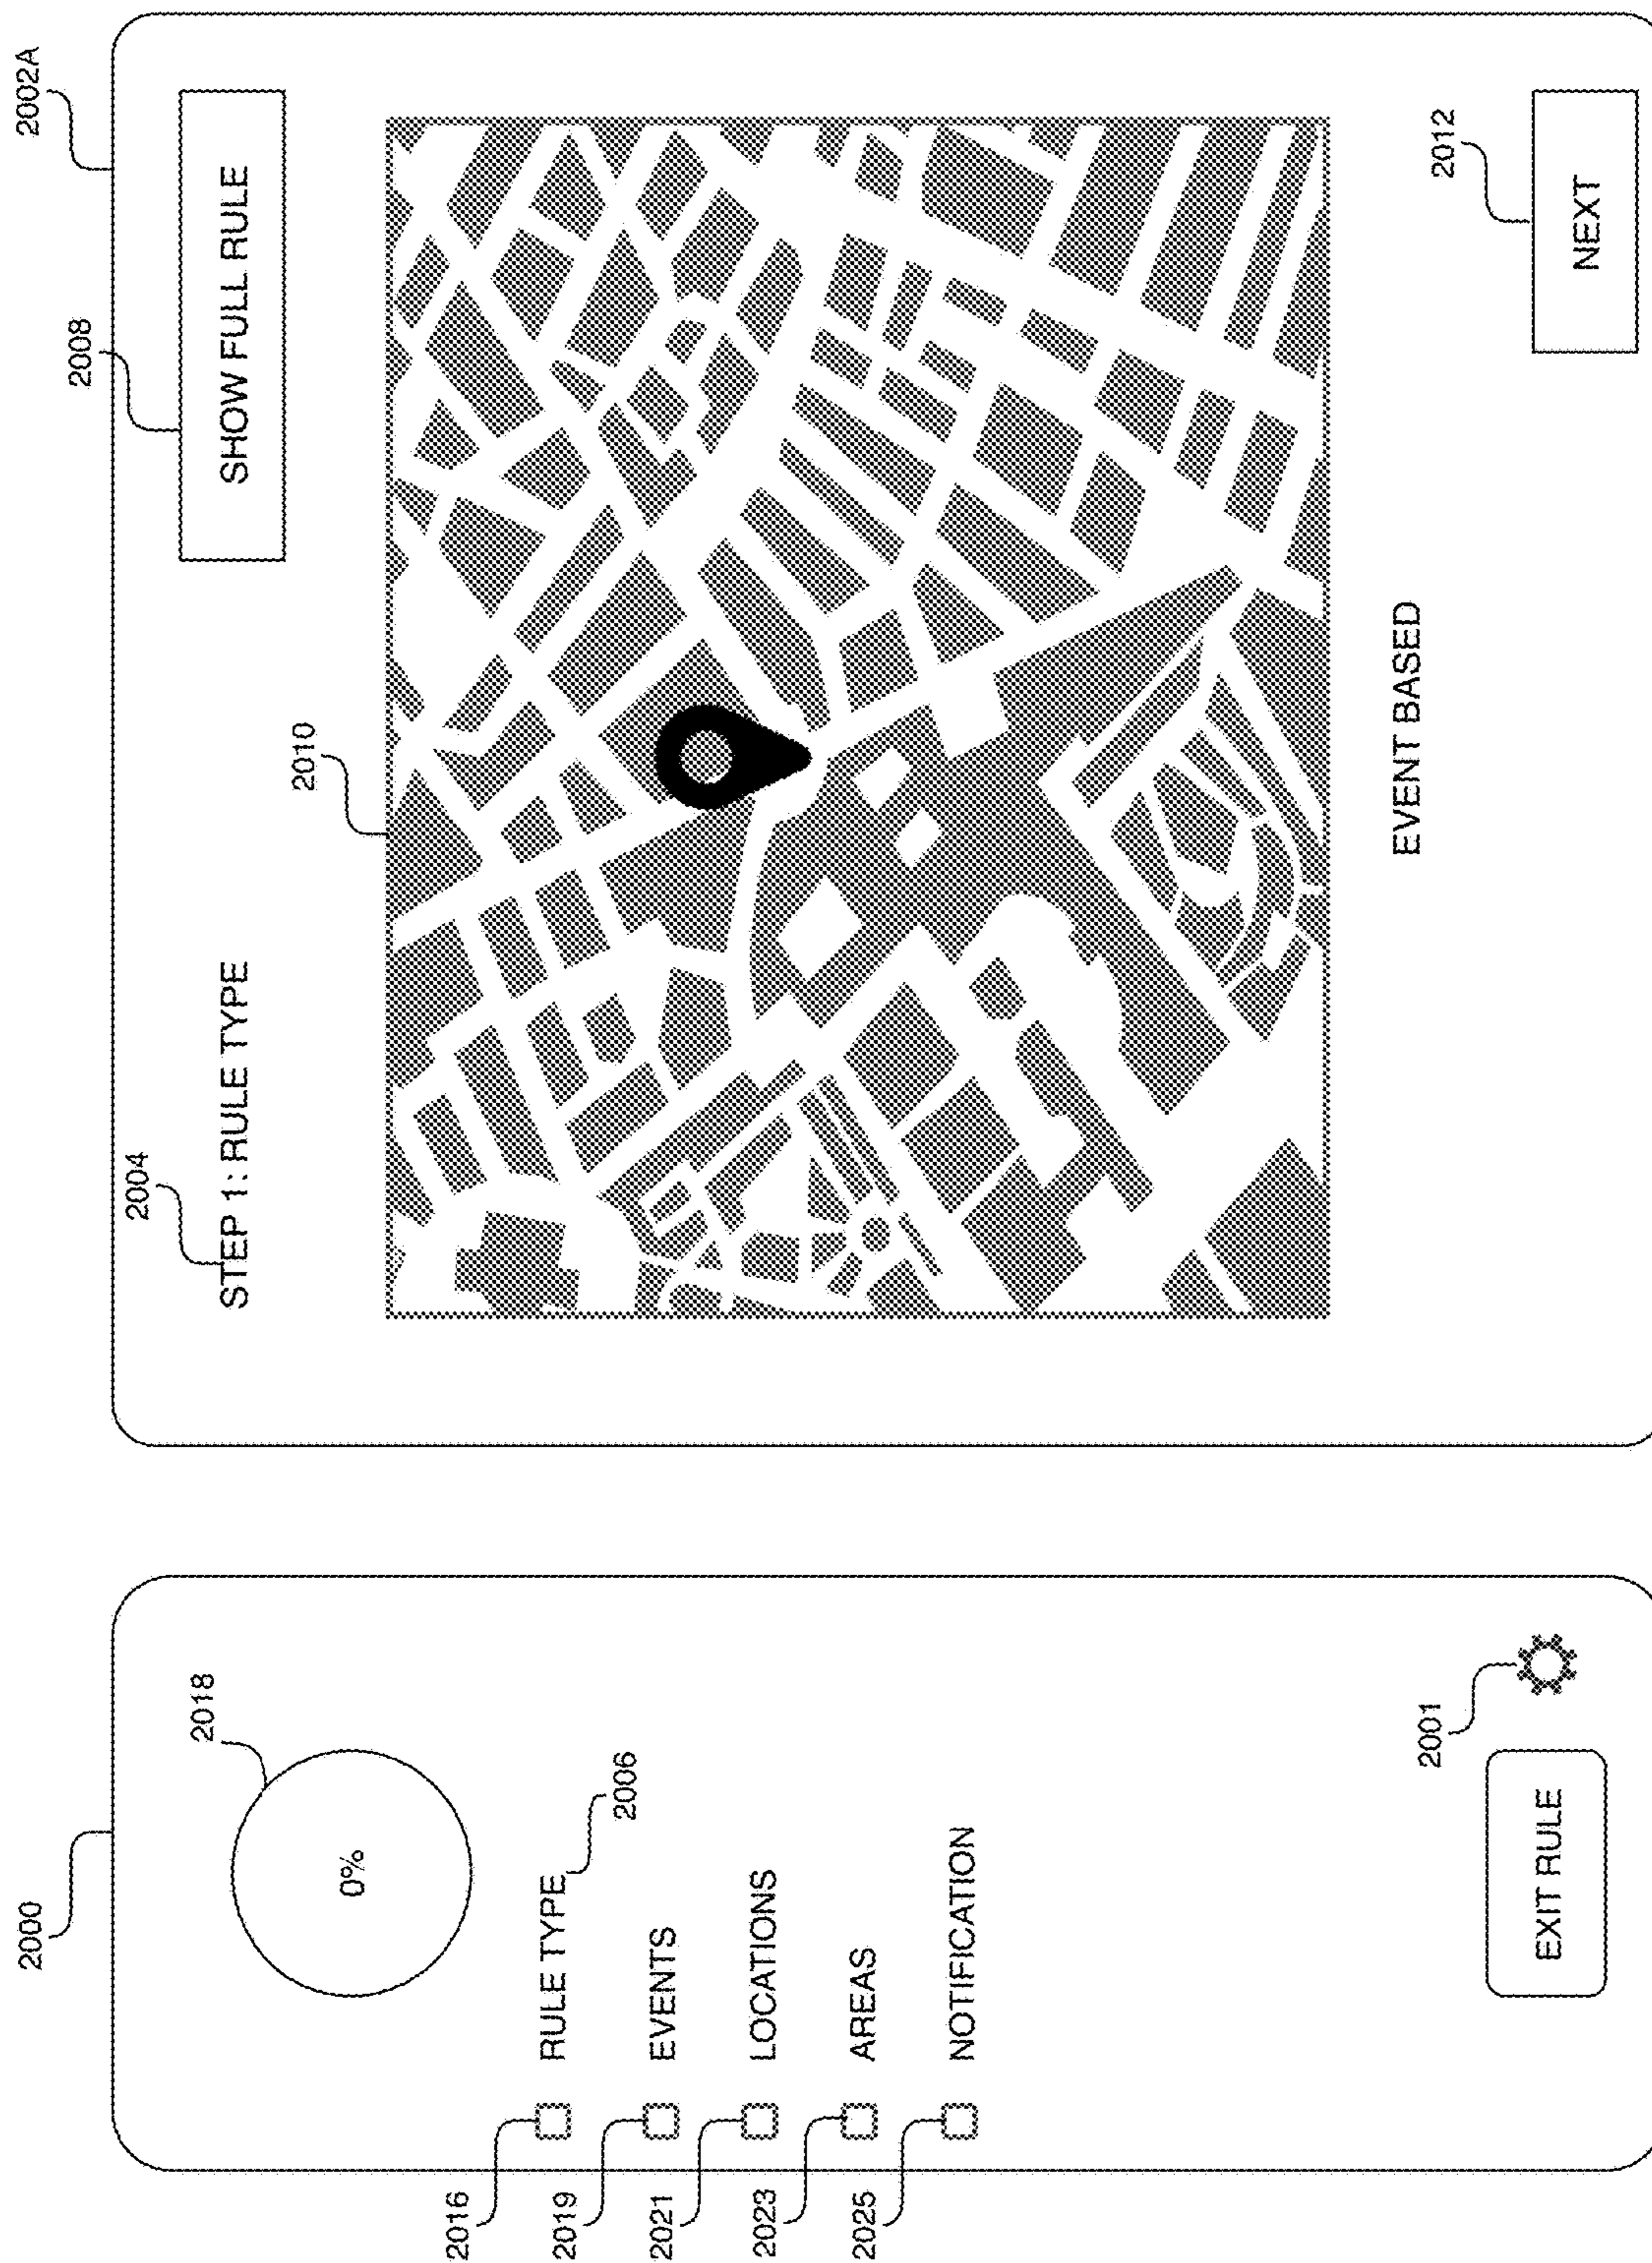 2000
2018
0%
2016
RULE TYPE
2006
2019
EVENTS
2021
LOCATIONS
2023
AREAS
2025
NOTIFICATION
2001
EXIT RULE
2002A
2004
STEP 1: RULE TYPE
2008
SHOW FULL RULE
2010
EVENT BASED
2012
NEXT